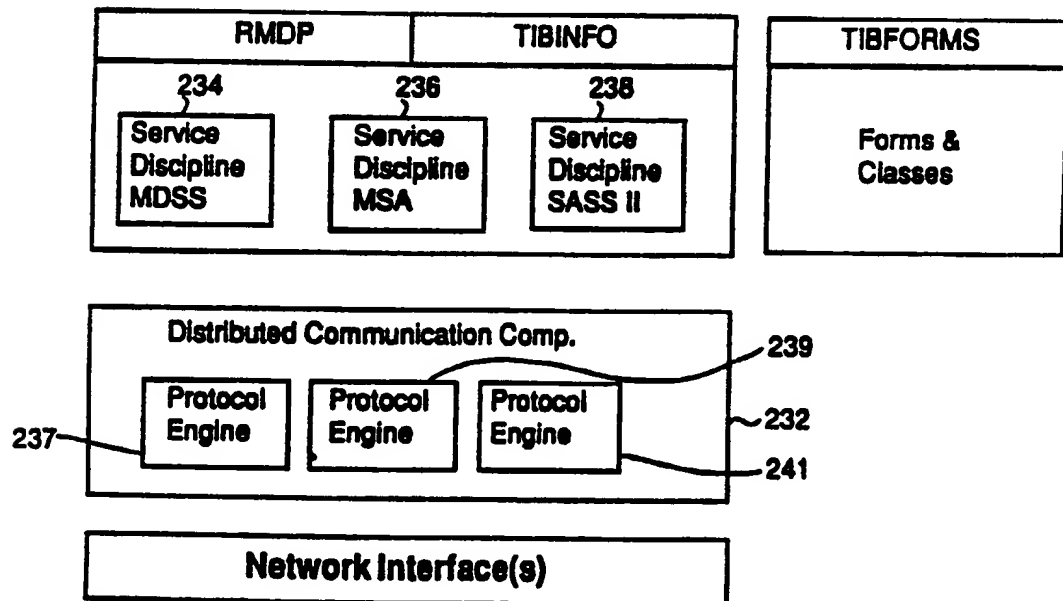 RMDP
TIBINFO
TIBFORMS
234
236
238
Service
Discipline
MDSS
Service
Discipline
MSA
Service
Discipline
SASS II
Forms &
Classes
Distributed Communication Comp.
239
Protocol
Engine
Protocol
Engine
Protocol
Engine
232
237
241
Network Interface(s)